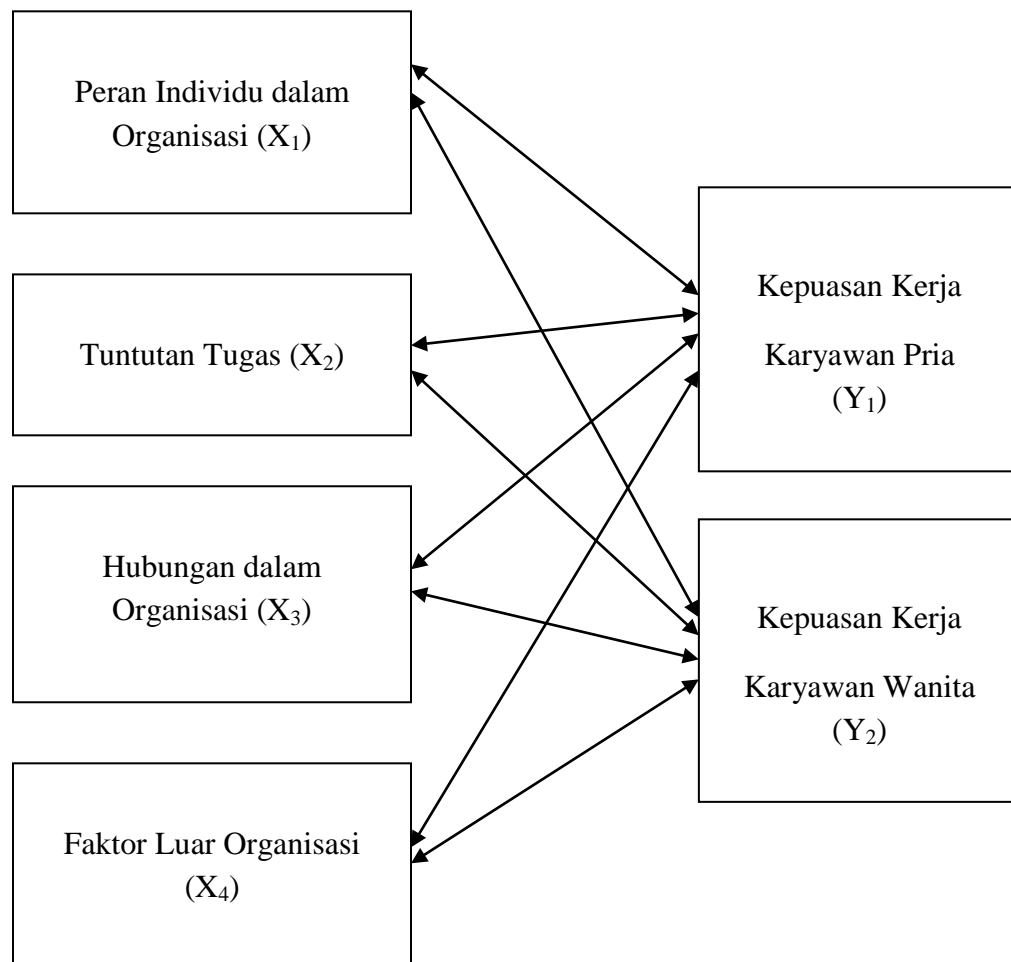 Peran Individu dalam
Organisasi (X₁)
Tuntutan Tugas (X₂)
Hubungan dalam
Organisasi (X₃)
Faktor Luar Organisasi
(X₄)
Kepuasan Kerja
Karyawan Pria
(Y₁)
Kepuasan Kerja
Karyawan Wanita
(Y₂)